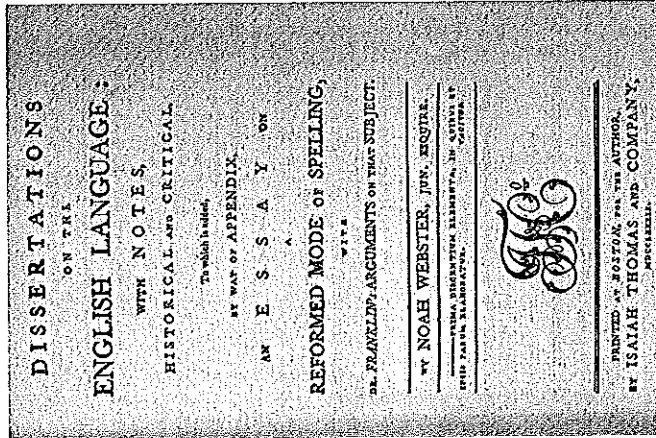 DISSERTATIONS
ON THE
ENGLISH LANGUAGE:
WITH NOTES,
HISTORICAL AND CRITICAL.
To which is added,
BY WAY OF APPENDIX,
AN ESSAY ON
A
REFORMED MODE OF SPELLING,
WITH
DR. FRANKLIN'S ARGUMENTS ON THAT SUBJECT.
BY NOAH WEBSTER, JUN. ESQUIRE.
PRINTED AT BOSTON, FOR THE AUTHOR,
BY ISAIAH THOMAS AND COMPANY,
MDCCLXXXIX.